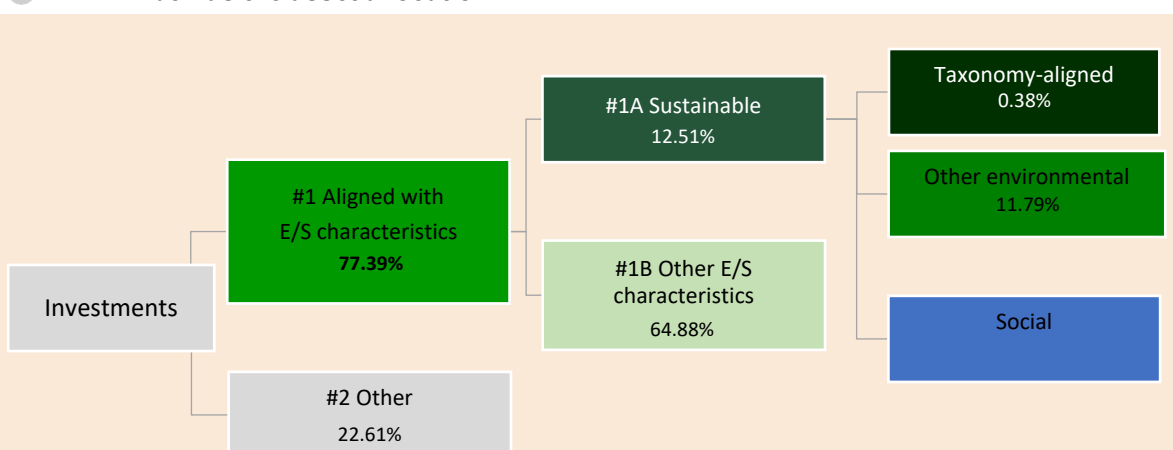 Taxonomy-aligned
0.38%
#1A Sustainable
12.51%
Other environmental
11.79%
#1 Aligned with
E/S characteristics
77.39%
#1B Other E/S
characteristics
64.88%
Investments
Social
#2 Other
22.61%